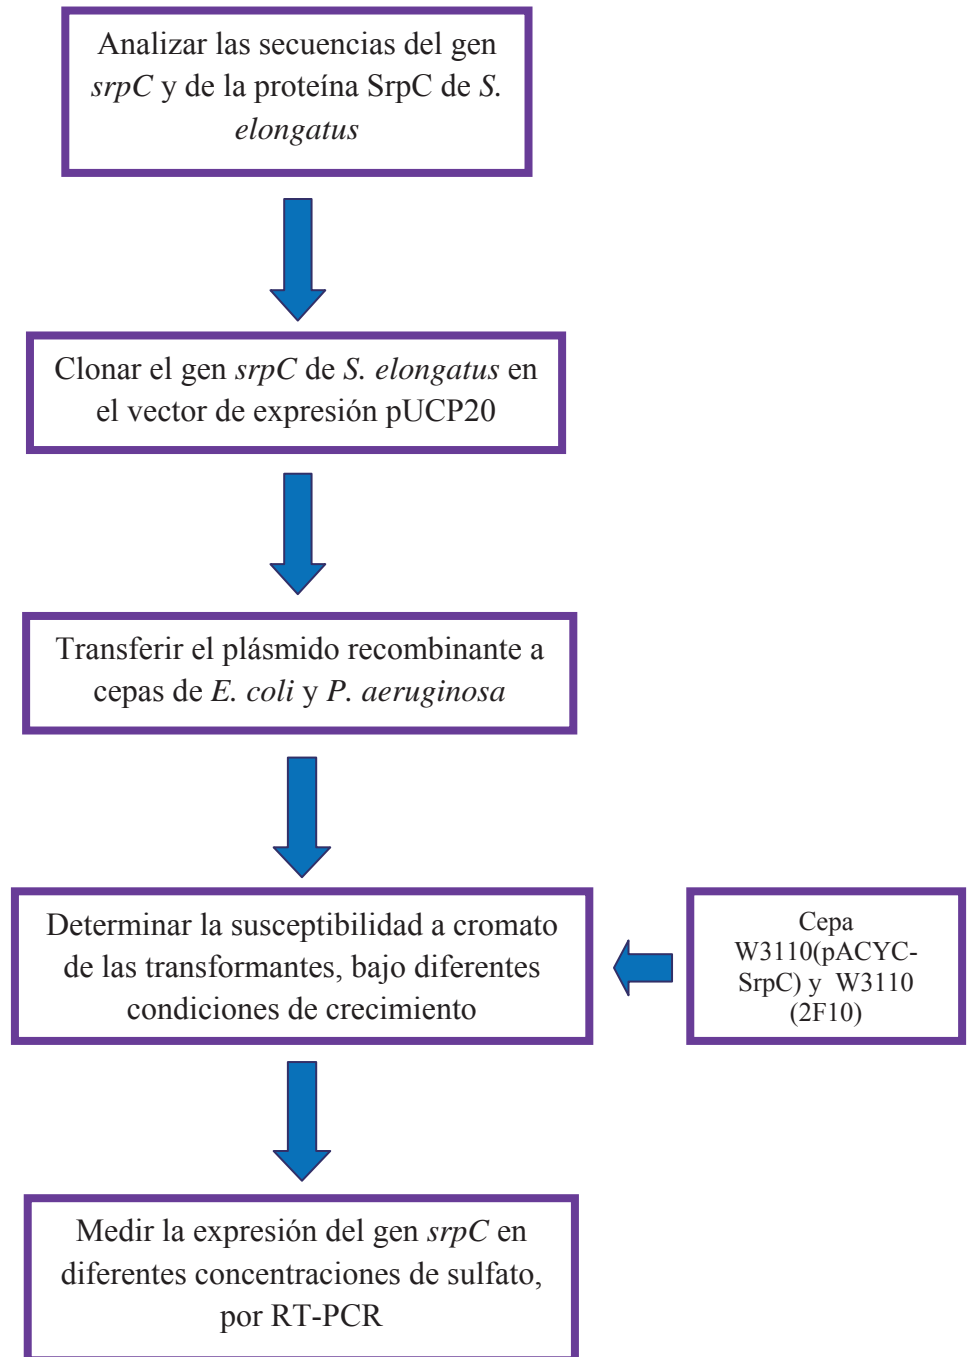 Analizar las secuencias del gen
srpC y de la proteína SrpC de S.
elongatus
Clonar el gen srpC de S. elongatus en
el vector de expresión pUCP20
Transferir el plásmido recombinante a
cepas de E. coli y P. aeruginosa
Determinar la susceptibilidad a cromato
de las transformantes, bajo diferentes
condiciones de crecimiento
Cepa
W3110(pACYC-
SrpC) y W3110
(2F10)
Medir la expresión del gen srpC en
diferentes concentraciones de sulfato,
por RT-PCR